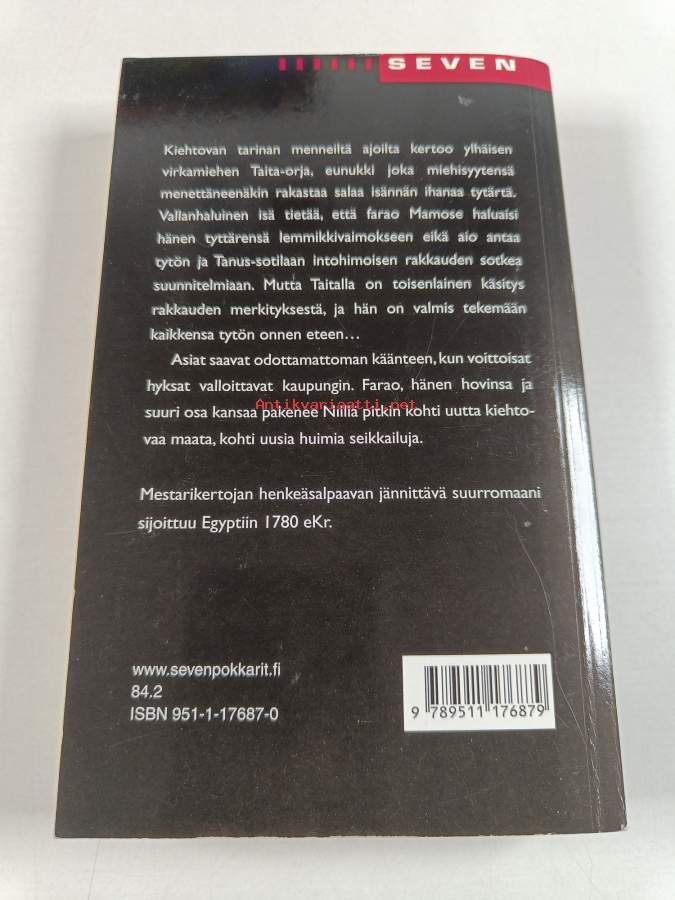 SEVEN
Kiehtovan tarinan menneiltä ajoilta kertoo ylhäisen
virkamiehen Taita-orja, eunukki joka miehisyytensä
menettäneenäkin rakastaa salaa isännän ihanaa tytärtä.
Vallanhaluinen isä tietää, että farao Mamose haluaisi
hänen tyttärensä lemmikkivaimokseen eikä aio antaa
tytön ja Tanus-sotilaan intohimoisen rakkauden sotkea
suunnitelmiaan. Mutta Taitalla on toisenlainen käsitys
rakkauden merkityksestä, ja hän on valmis tekemään
kaikkensa tytön onnen eteen...
Asiat saavat odottamattoman käänteen, kun voittoisat
hyksat valloittavat kaupungin. Farao, hänen hovinsa ja
Antikvariaatti.net
suuri osa kansaa pakenee Niiliä pitkin kohti uutta kiehto-
vaa maata, kohti uusia huimia seikkailuja.
Mestarikertojan henkeäsalpaavan jännittävä suurromaani
sijoittuu Egyptiin 1780 eKr.
www.sevenpokkarit.fi
84.2
ISBN 951-1-17687-0
9 789511 176879